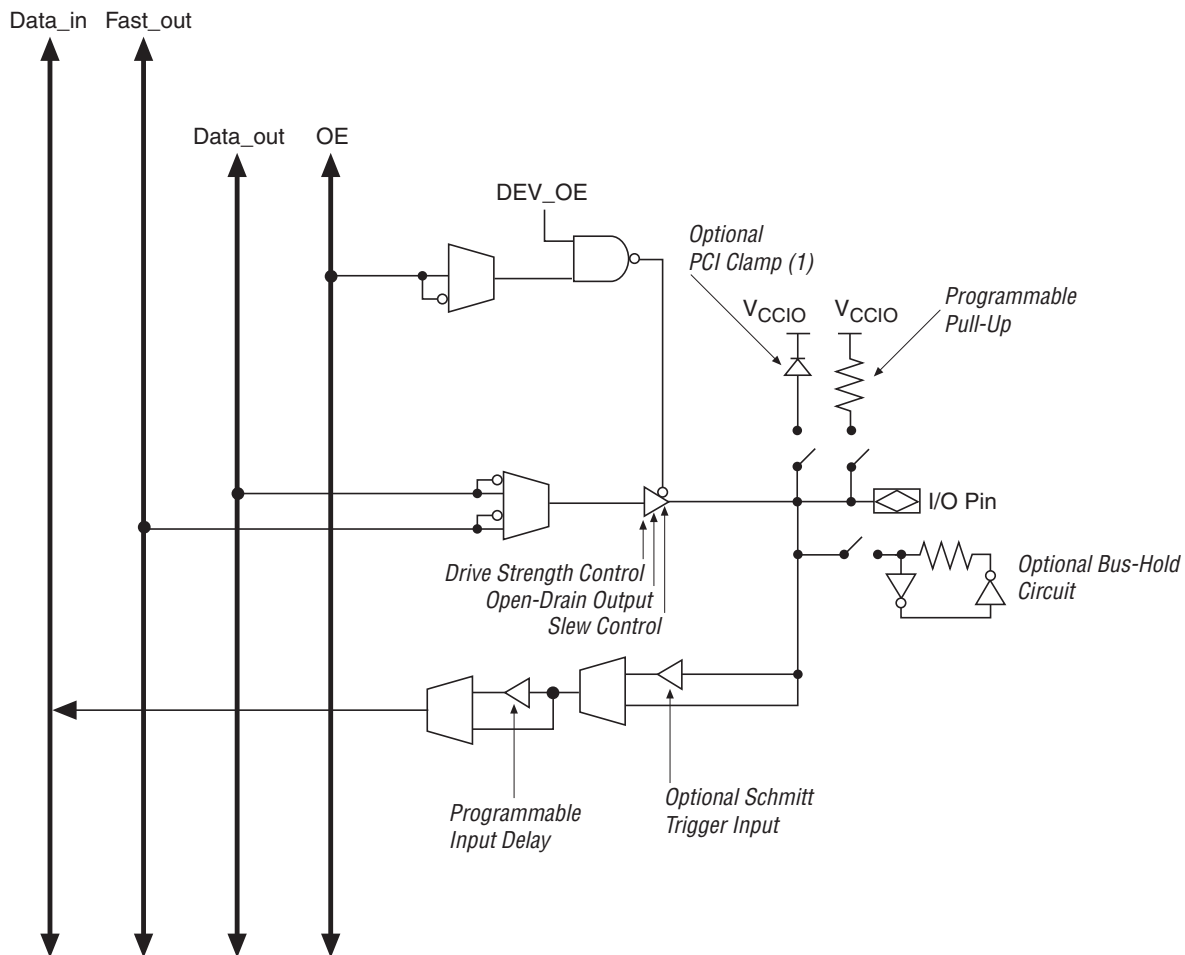 Data_in Fast_out
Data_out OE
DEV_OE
Optional
PCI Clamp (1)
VCCIO VCCIO
Programmable
Pull-Up
I/O Pin
Drive Strength Control
Open-Drain Output
Slew Control
Optional Bus-Hold
Circuit
Programmable
Input Delay
Optional Schmitt
Trigger Input